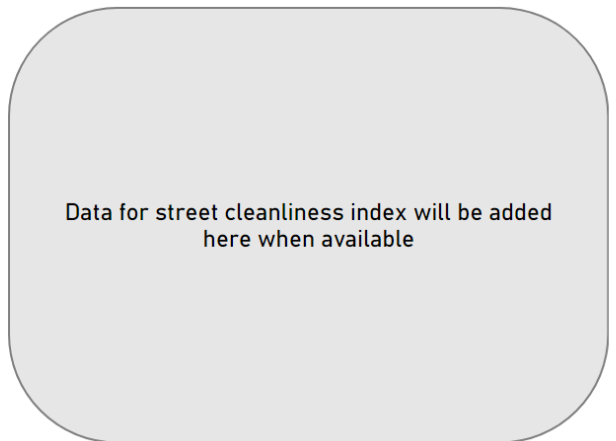 Data for street cleanliness index will be added
here when available